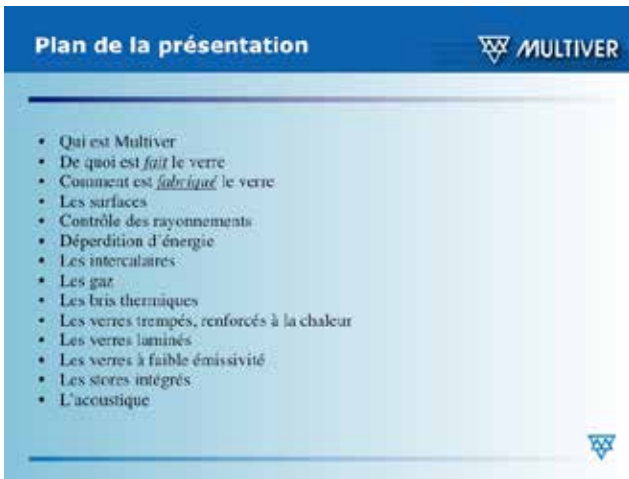 Plan de la présentation
MULTIVER
• Qui est Multiver
• De quoi est fait le verre
• Comment est fabriqué le verre
• Les surfaces
• Contrôle des rayonnements
• Déperdition d'énergie
• Les intercalaires
• Les gaz
• Les bris thermiques
• Les verres trempés, renforcés à la chaleur
• Les verres laminés
• Les verres à faible émissivité
• Les stores intégrés
• L'acoustique